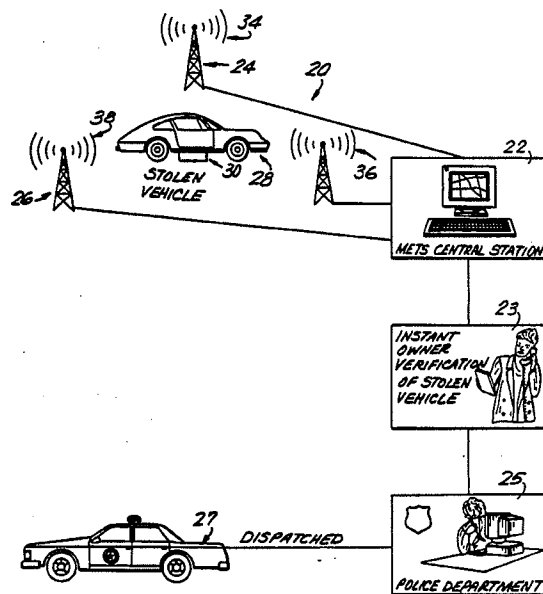 34
24
20
38
STOLEN
VEHICLE
30
28
36
26
22
METS CENTRAL STATION
23
INSTANT
OWNER
VERIFICATION
OF STOLEN
VEHICLE
25
27
DISPATCHED
POLICE DEPARTMENT